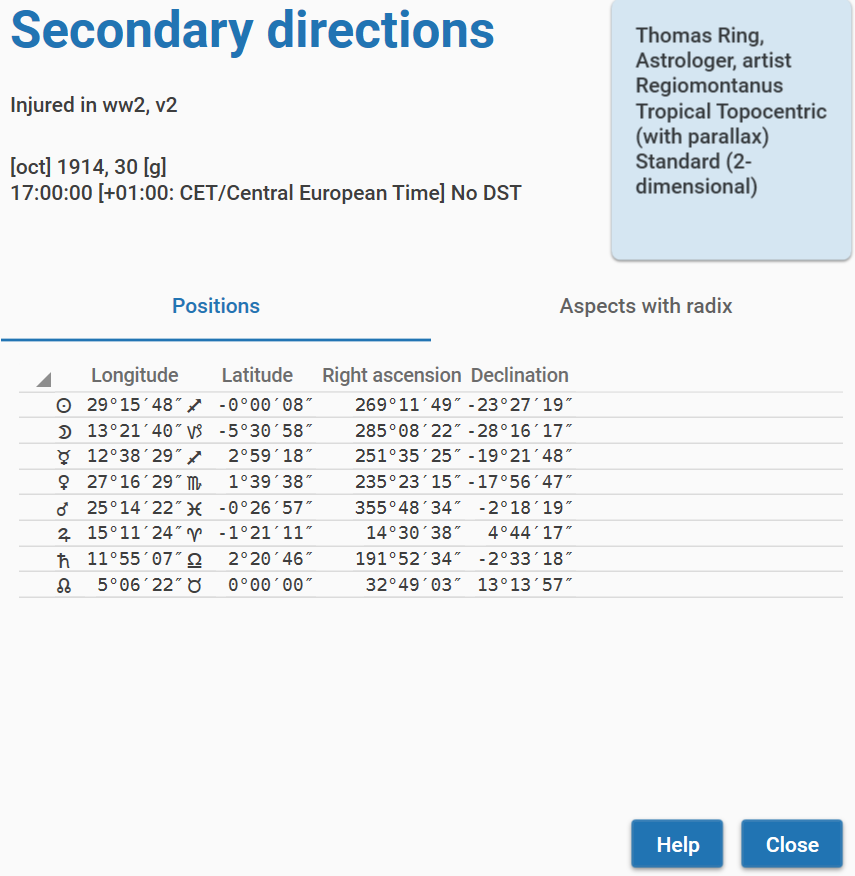 Secondary directions
Thomas Ring,
Astrologer, artist
Regiomontanus
Tropical Topocentric
(with parallax)
Standard (2-
dimensional)
Injured in ww2, v2
[oct] 1914, 30 [g]
17:00:00 [+01:00: CET/Central European Time] No DST
Positions Aspects with radix
Longitude Latitude Right ascension Declination
☉ 29°15′48″♐ -0°00′08″ 269°11′49″ -23°27′19″
☽ 13°21′40″♑ -5°30′58″ 285°08′22″ -28°16′17″
☿ 12°38′29″♐ 2°59′18″ 251°35′25″ -19°21′48″
♀ 27°16′29″♏ 1°39′38″ 235°23′15″ -17°56′47″
♂ 25°14′22″♓ -0°26′57″ 355°48′34″ -2°18′19″
♃ 15°11′24″♈ -1°21′11″ 14°30′38″ 4°44′17″
♄ 11°55′07″♎ 2°20′46″ 191°52′34″ -2°33′18″
☊ 5°06′22″♉ 0°00′00″ 32°49′03″ 13°13′57″
Help Close